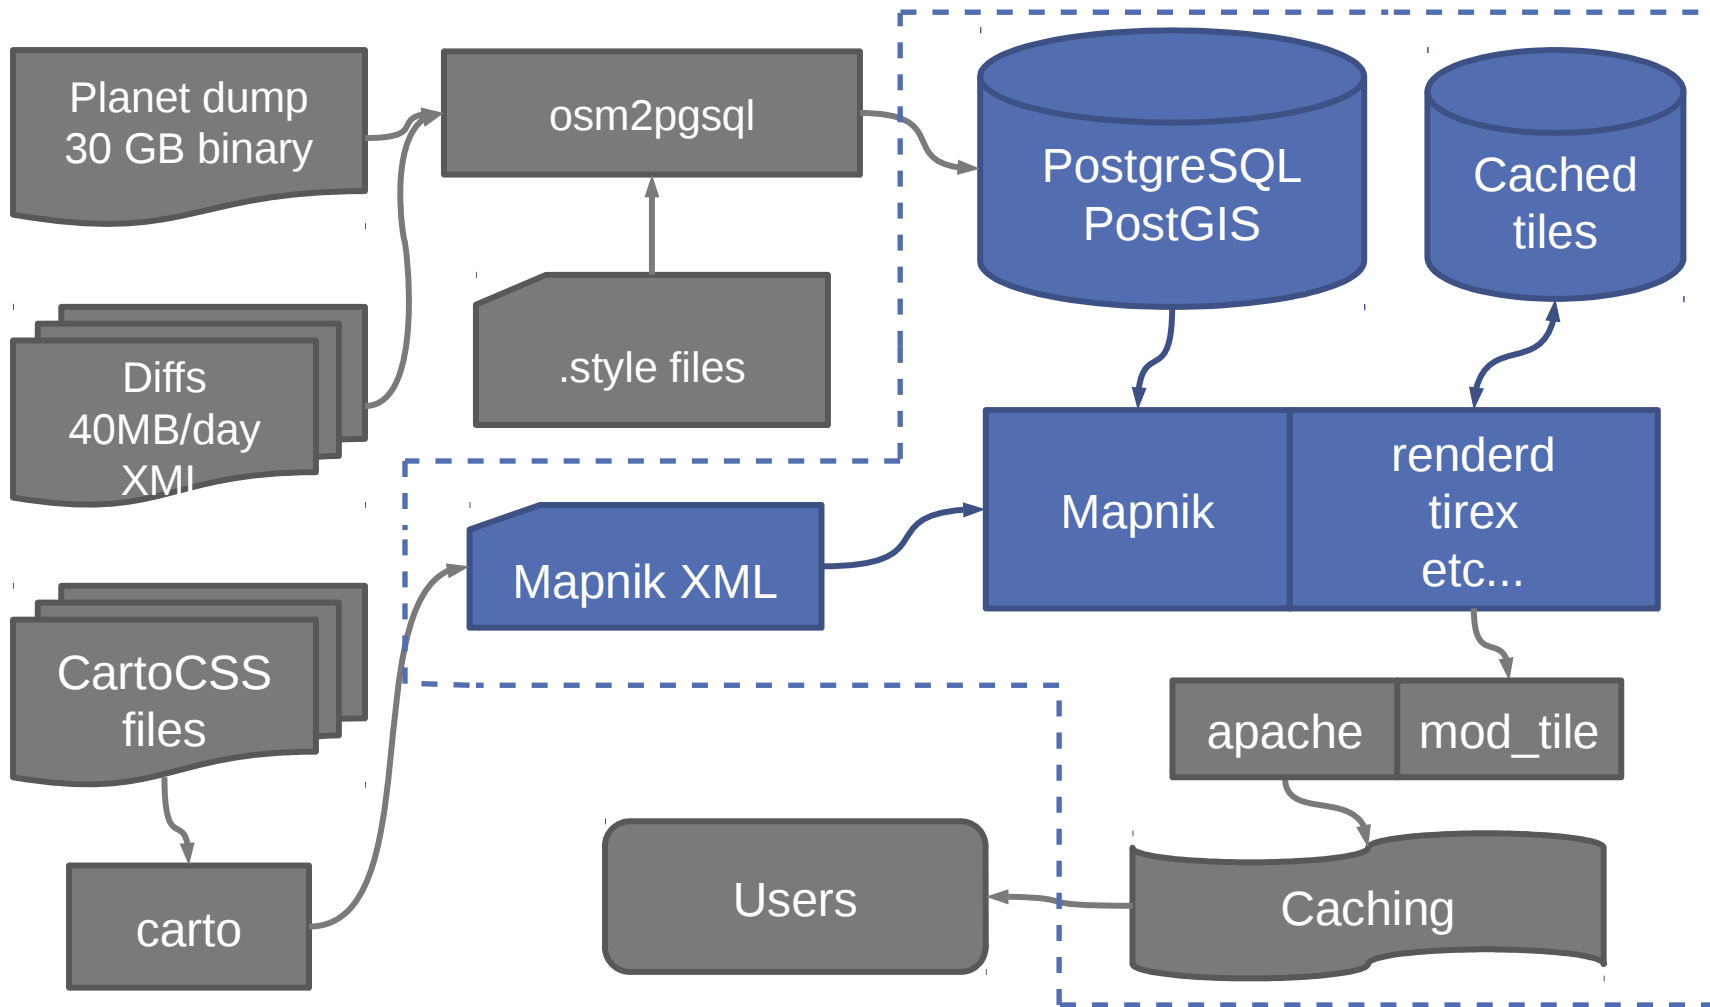 Planet dump
30 GB binary
osm2pgsql
PostgreSQL
PostGIS
Cached
tiles
.style files
Diffs
40MB/day
XML
Mapnik
renderd
tirex
etc...
Mapnik XML
CartoCSS
files
apache
mod_tile
carto
Users
Caching